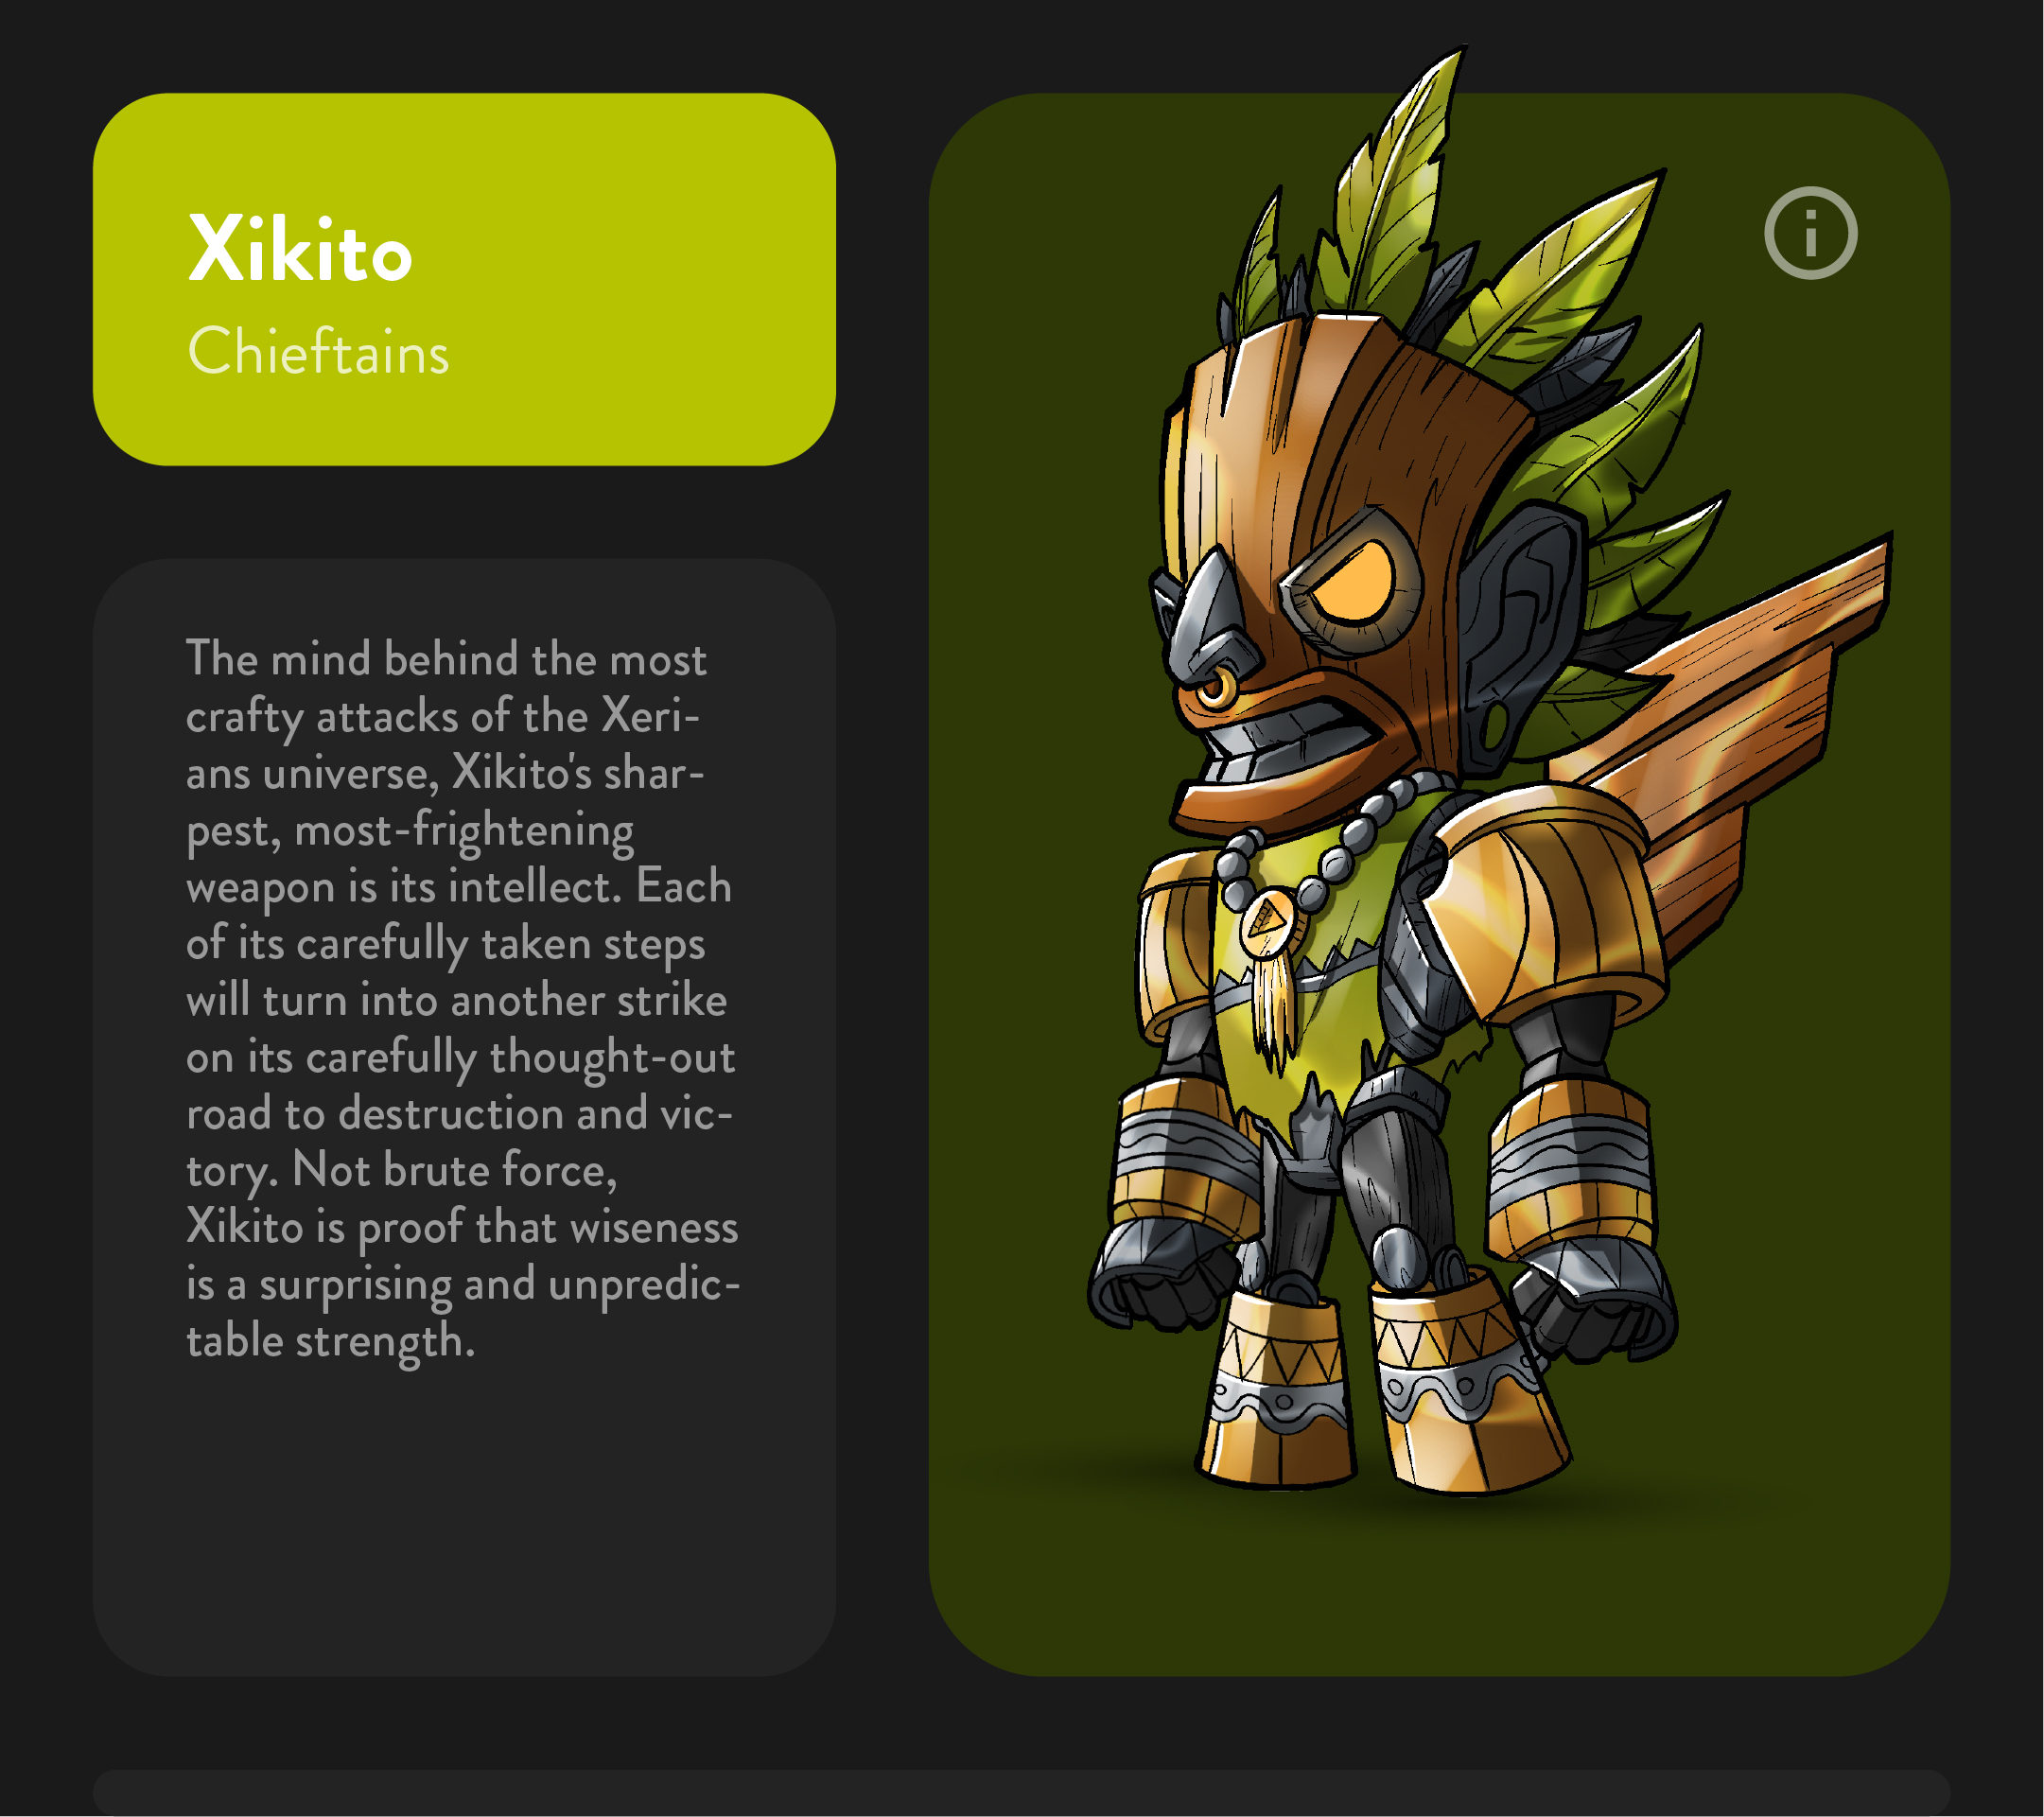 Xikito
Chieftains
The mind behind the most
crafty attacks of the Xeri-
ans universe, Xikito's shar-
pest, most-frightening
weapon is its intellect. Each
of its carefully taken steps
will turn into another strike
on its carefully thought-out
road to destruction and vic-
tory. Not brute force,
Xikito is proof that wiseness
is a surprising and unpredic-
table strength.